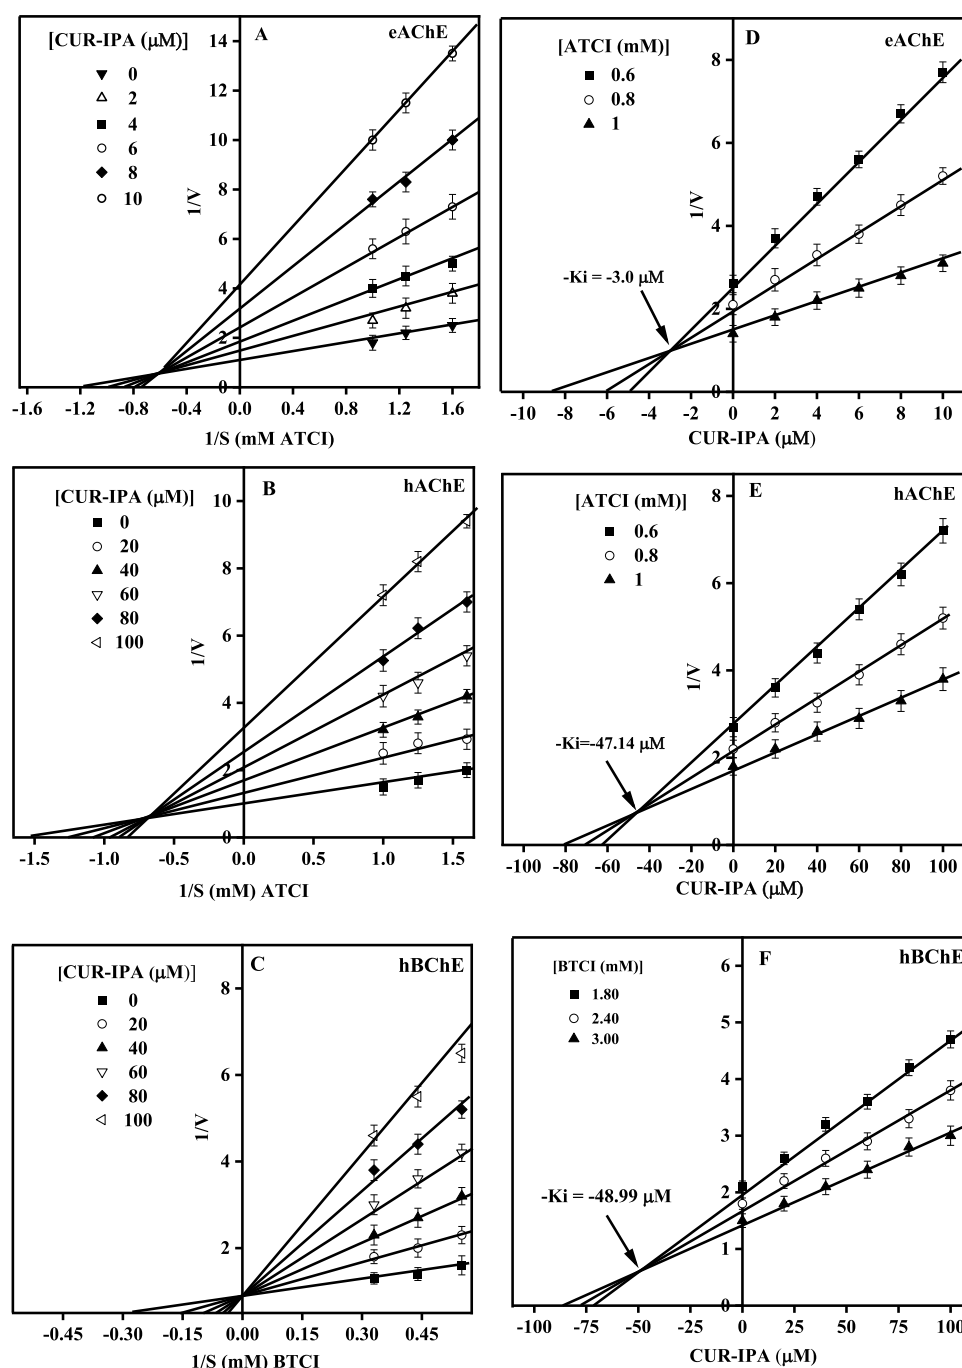 [CUR-IPA (μM)]
0
2
4
6
8
10
A
eAChE
1/V
14
12
10
8
6
4
2
0
-1.6 -1.2 -0.8 -0.4 0.0 0.4 0.8 1.2 1.6
1/S (mM ATCI)
[ATCI (mM)]
0.6
0.8
1
D
eAChE
1/V
8
6
4
2
0
-Ki = -3.0 μM
-10 -8 -6 -4 -2 0 2 4 6 8 10
CUR-IPA (μM)
[CUR-IPA (μM)]
0
20
40
60
80
100
B
hAChE
1/V
10
8
6
4
2
0
-1.5 -1.0 -0.5 0.0 0.5 1.0 1.5
1/S (mM) ATCI
[ATCI (mM)]
0.6
0.8
1
E
hAChE
1/V
8
6
4
2
0
-Ki=-47.14 μM
-100 -80 -60 -40 -20 0 20 40 60 80 100
CUR-IPA (μM)
[CUR-IPA (μM)]
0
20
40
60
80
100
C
hBChE
1/V
8
6
4
2
-0.45 -0.30 -0.15 0.00 0.15 0.30 0.45
1/S (mM) BTCI
[BTCI (mM)]
1.80
2.40
3.00
F
hBChE
1/V
6
5
4
3
2
1
0
-Ki = -48.99 μM
-100 -75 -50 -25 0 25 50 75 100
CUR-IPA (μM)